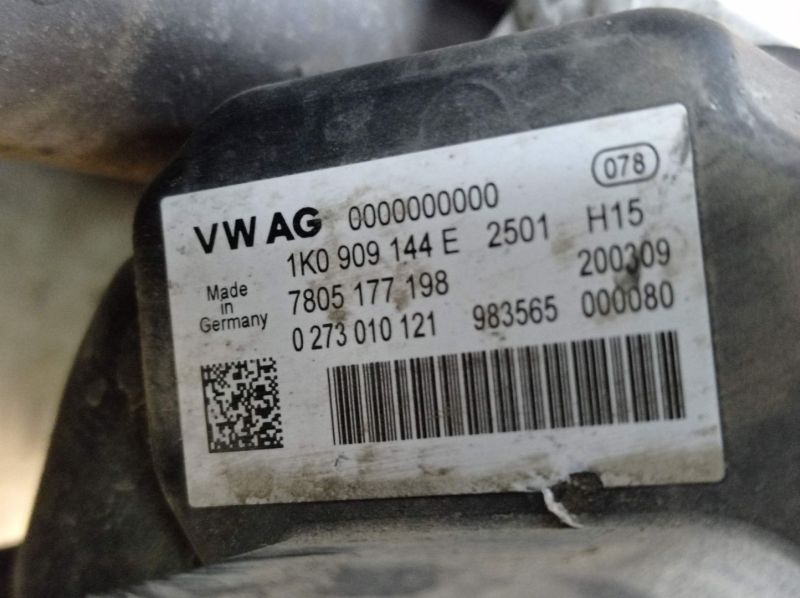 078
VW AG 0000000000
1K0 909 144 E 2501 H15
7805 177 198 200309
0 273 010 121 983565 000080
Made
in
Germany